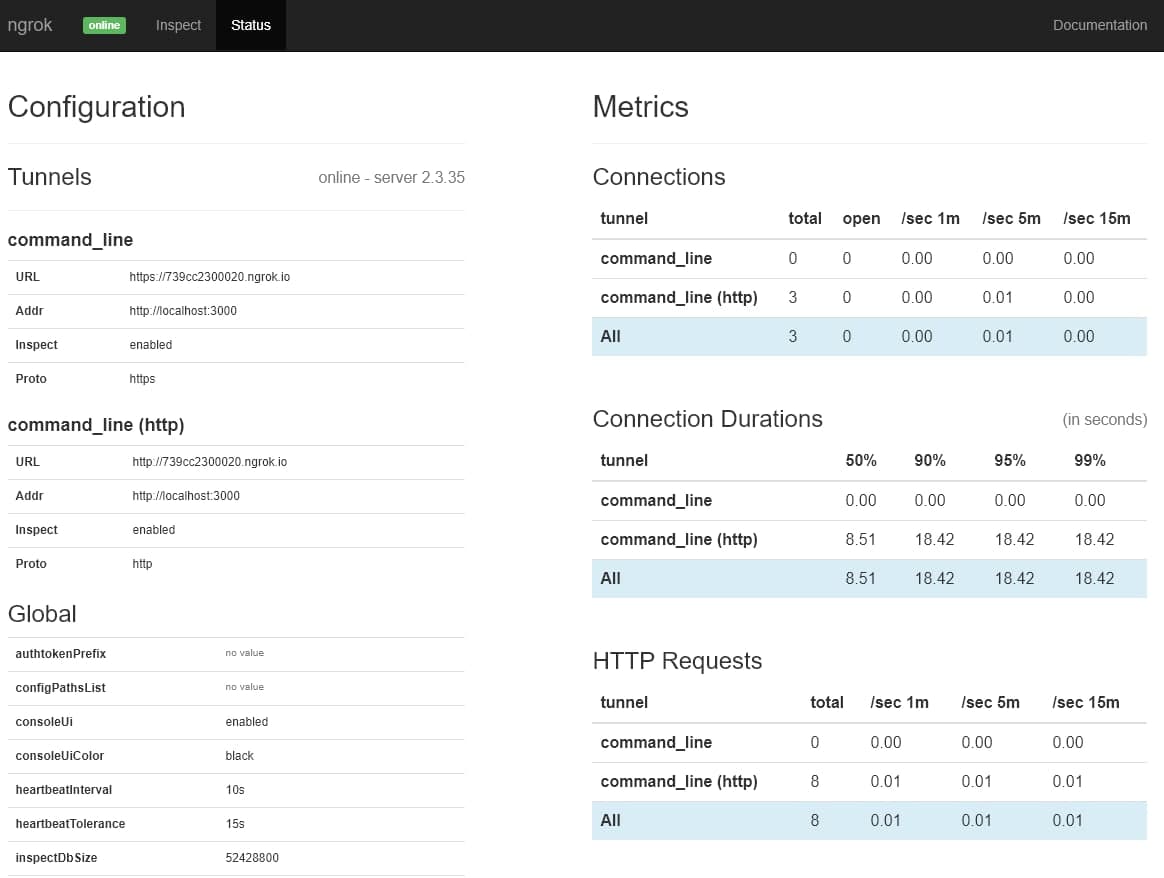 ngrok online Inspect Status Documentation
Configuration
Tunnels online - server 2.3.35
command_line
URL https://739cc2300020.ngrok.io
Addr http://localhost:3000
Inspect enabled
Proto https
command_line (http)
URL http://739cc2300020.ngrok.io
Addr http://localhost:3000
Inspect enabled
Proto http
Global
authtokenPrefix no value
configPathsList no value
consoleUi enabled
consoleUiColor black
heartbeatInterval 10s
heartbeatTolerance 15s
inspectDbSize 52428800
Metrics
Connections
tunnel total open /sec 1m /sec 5m /sec 15m
command_line 0 0 0.00 0.00 0.00
command_line (http) 3 0 0.00 0.01 0.00
All 3 0 0.00 0.01 0.00
Connection Durations (in seconds)
tunnel 50% 90% 95% 99%
command_line 0.00 0.00 0.00 0.00
command_line (http) 8.51 18.42 18.42 18.42
All 8.51 18.42 18.42 18.42
HTTP Requests
tunnel total /sec 1m /sec 5m /sec 15m
command_line 0 0.00 0.00 0.00
command_line (http) 8 0.01 0.01 0.01
All 8 0.01 0.01 0.01